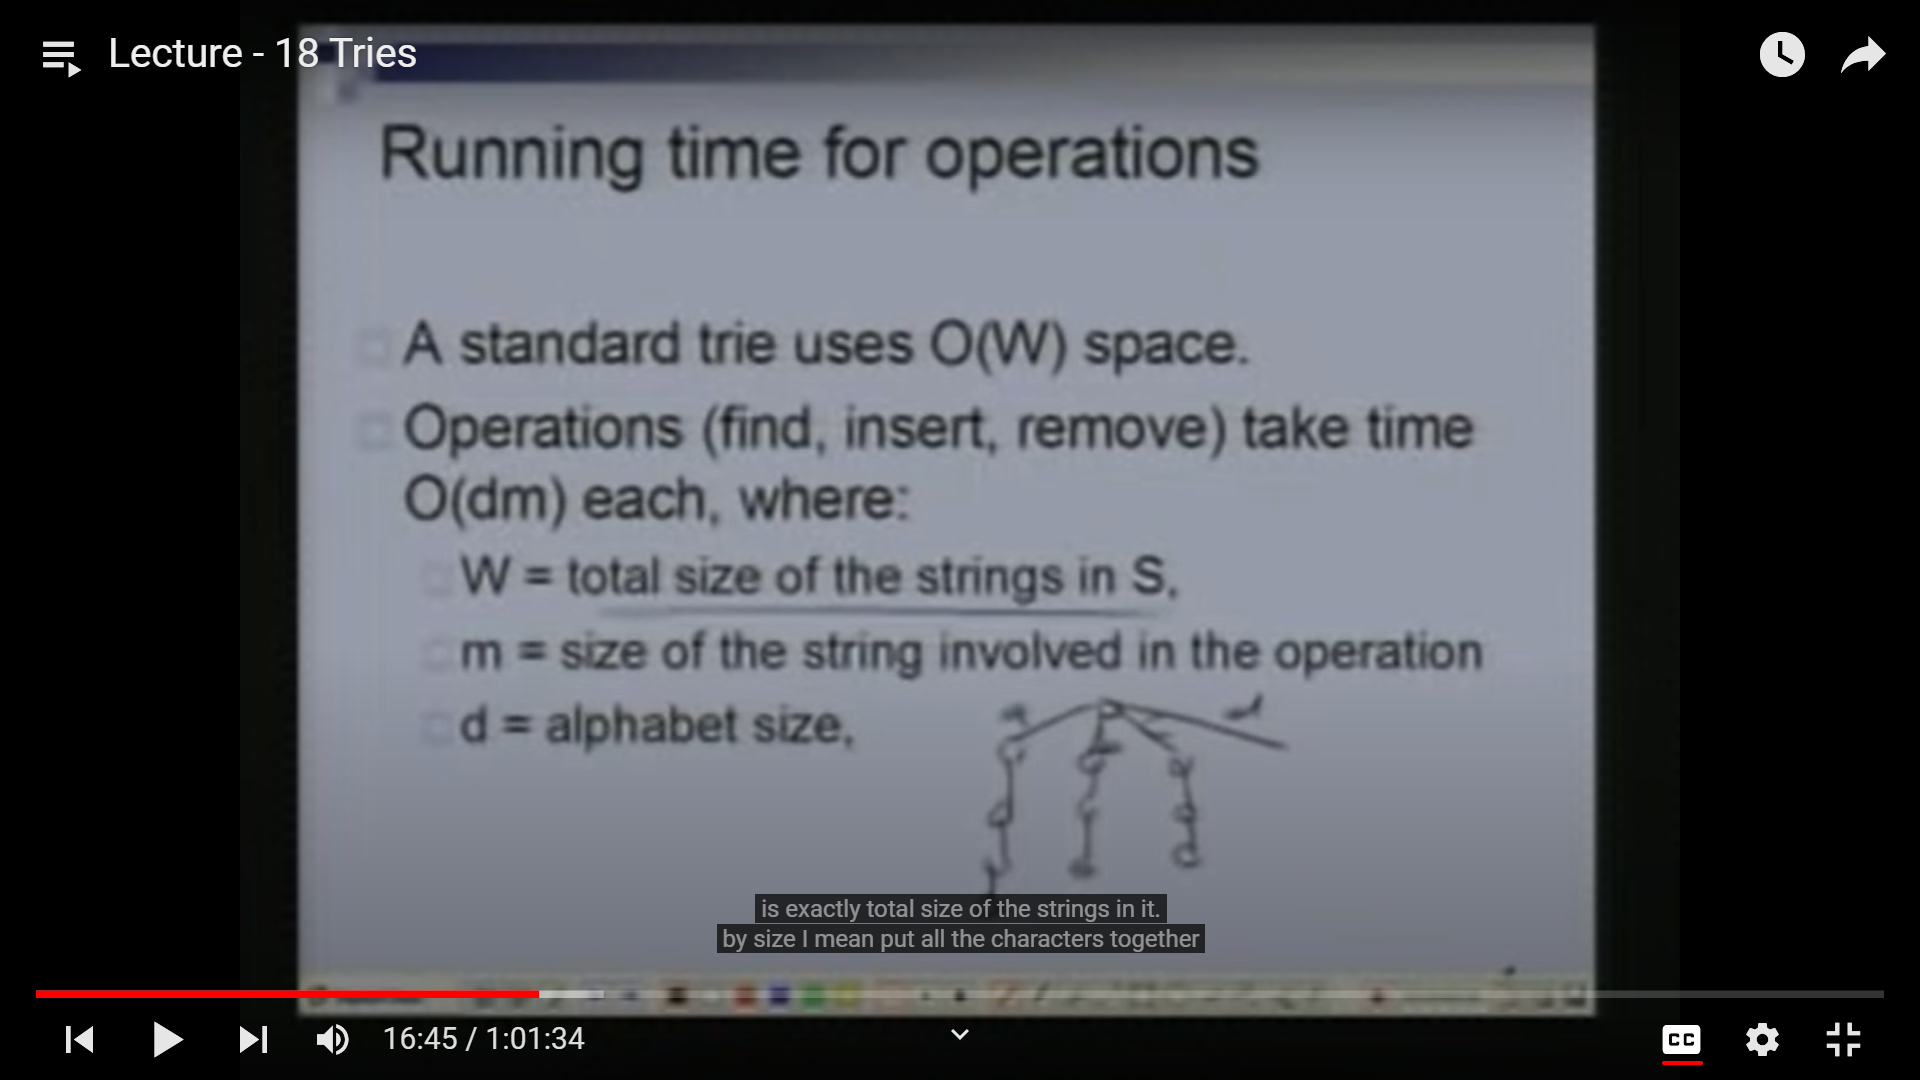 Lecture - 18 Tries
Running time for operations
A standard trie uses O(W) space.
Operations (find, insert, remove) take time
O(dm) each, where:
W = total size of the strings in S,
m = size of the string involved in the operation
d = alphabet size,
is exactly total size of the strings in it.
by size I mean put all the characters together
16:45 / 1:01:34
CC